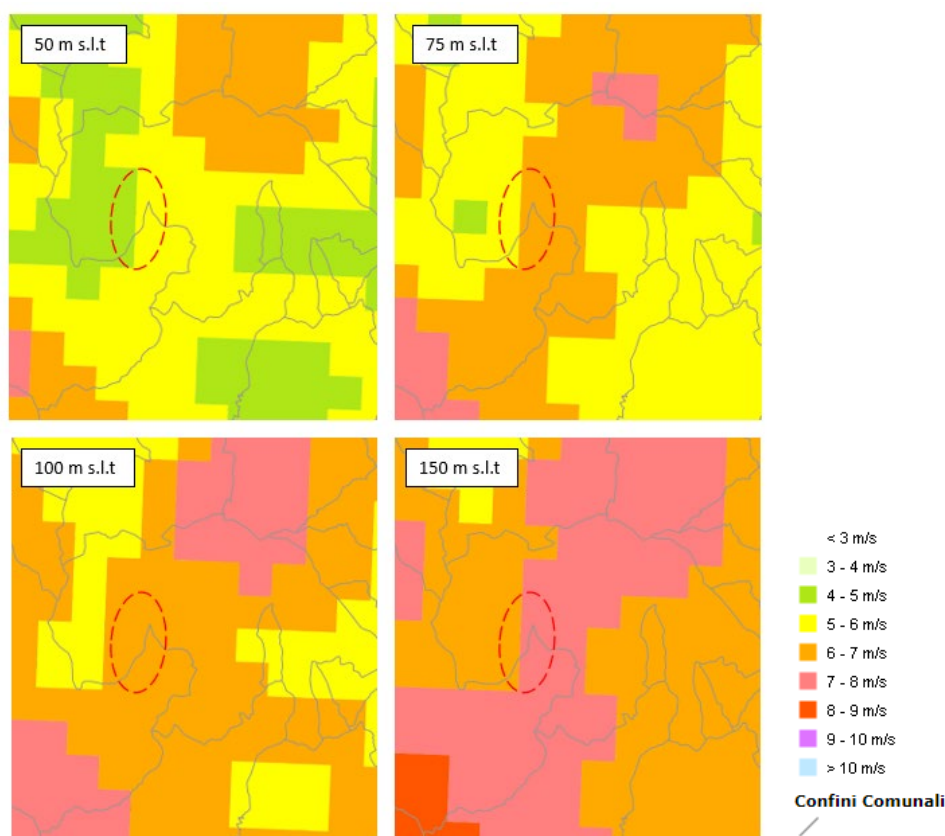 50 m s.l.t
75 m s.l.t
100 m s.l.t
150 m s.l.t
< 3 m/s
3 - 4 m/s
4 - 5 m/s
5 - 6 m/s
6 - 7 m/s
7 - 8 m/s
8 - 9 m/s
9 - 10 m/s
> 10 m/s
Confini Comunali